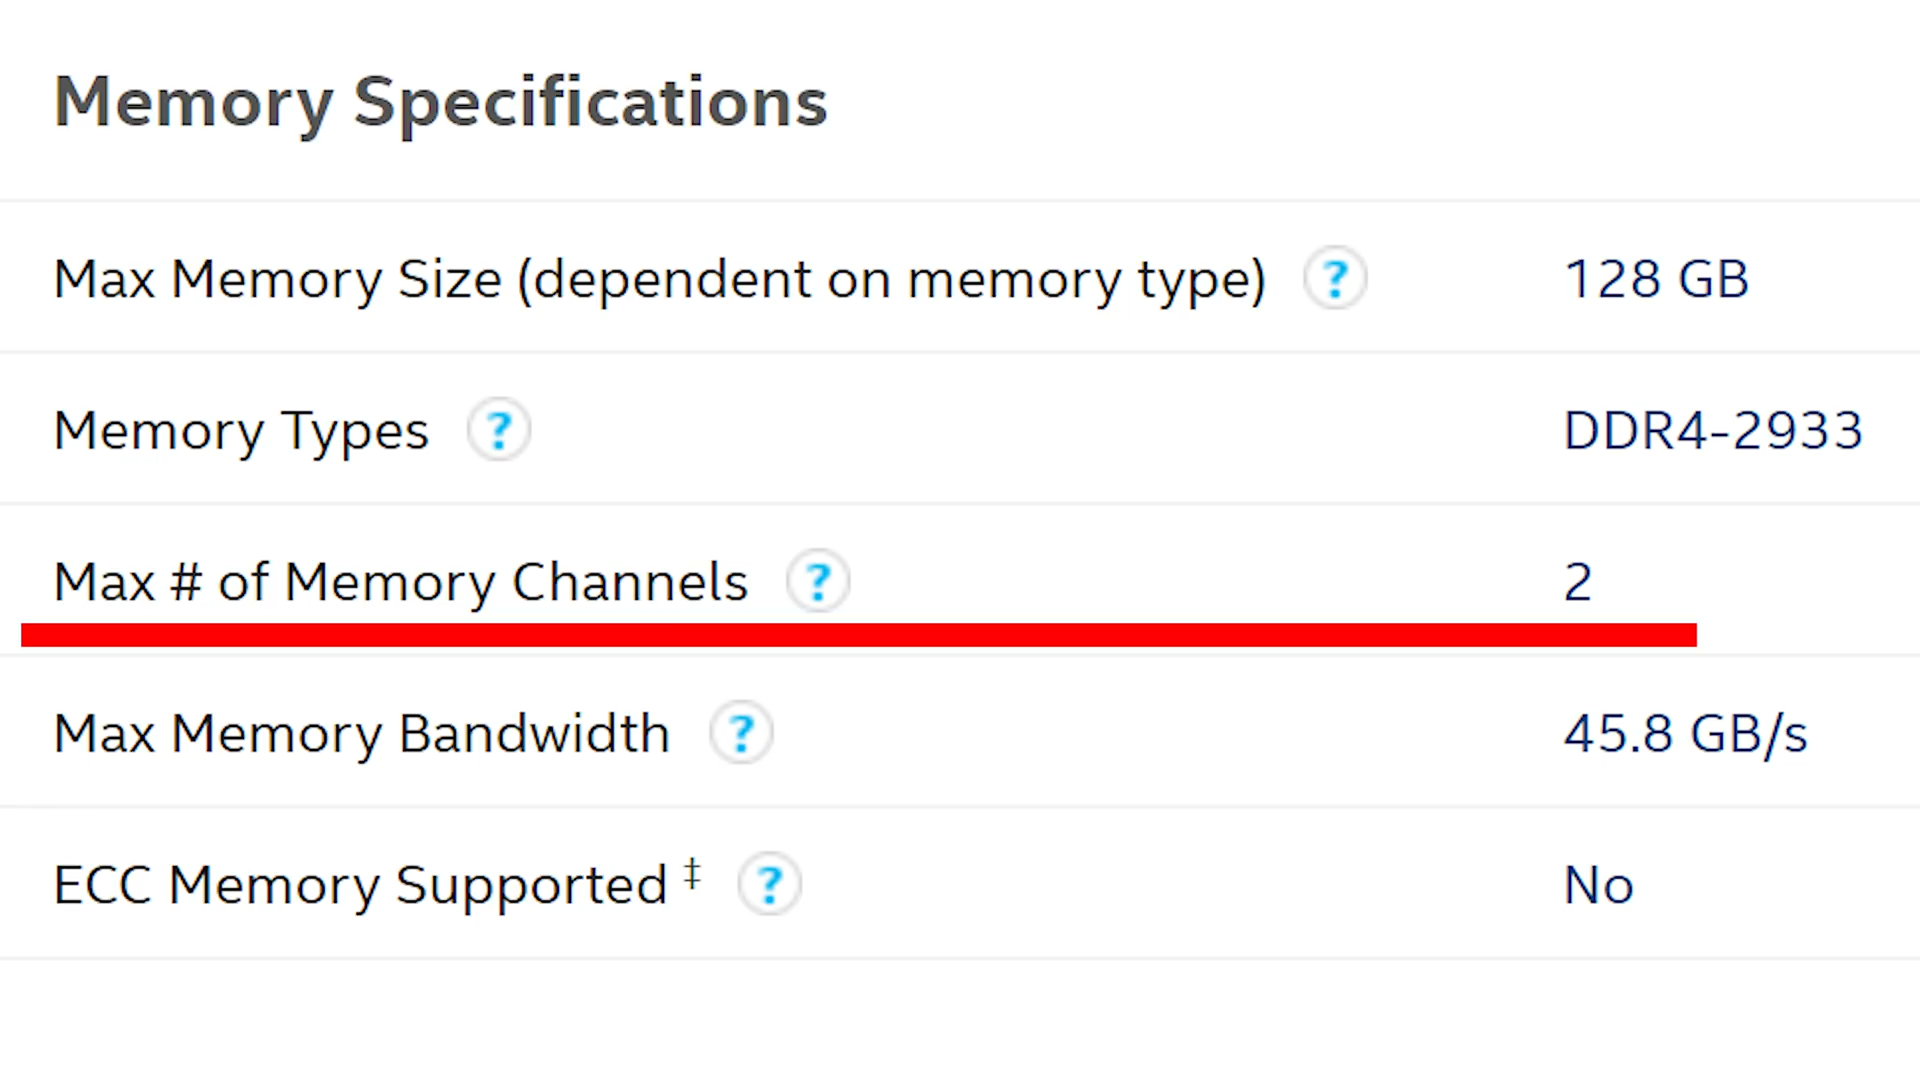 Memory Specifications
Max Memory Size (dependent on memory type) ? 128 GB
Memory Types ? DDR4-2933
Max # of Memory Channels ? 2
Max Memory Bandwidth ? 45.8 GB/s
ECC Memory Supported ‡ ? No